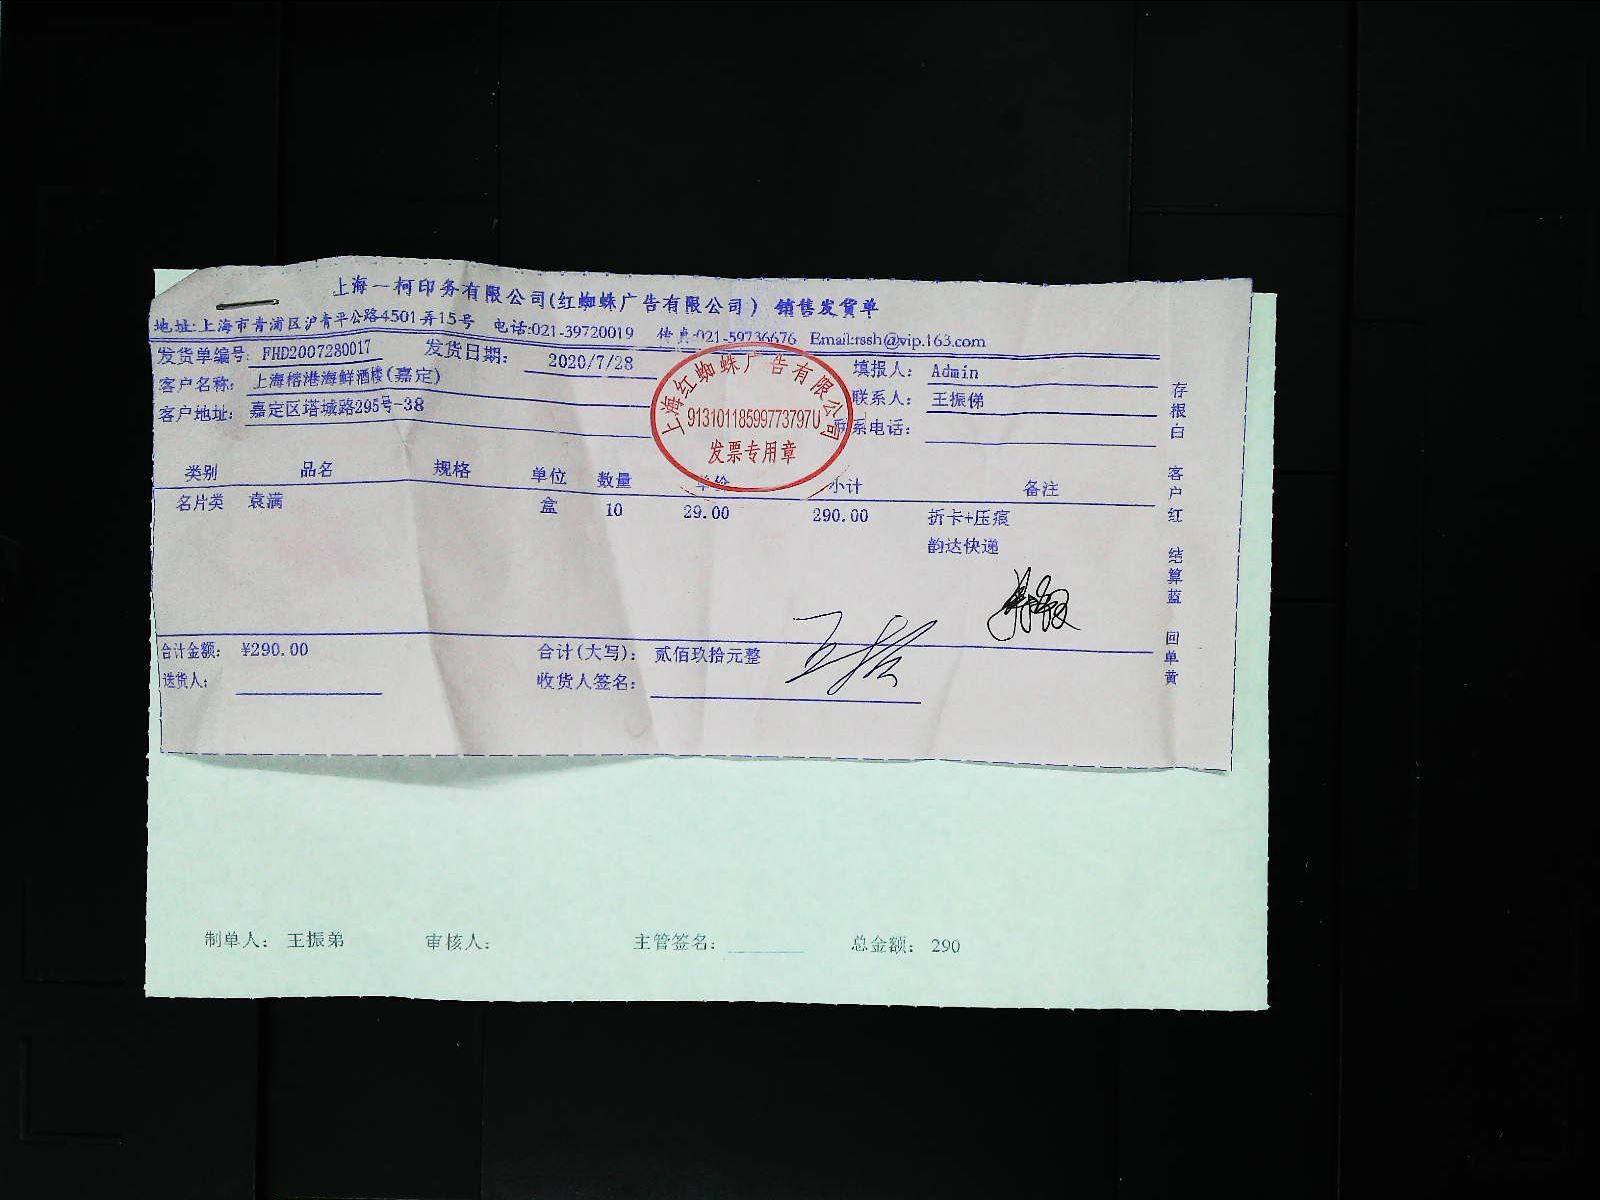 上海一柯印务有限公司(红蜘蛛广告有限公司) 销售发货单
地址:上海市青浦区沪青平公路4501弄15号 电话:021-39720019 传真:021-59736676 Email:rssh@vip.163.com
发货单编号: FHD2007280017 发货日期: 2020/7/28 填报人: Admin
客户名称: 上海榕港海鲜酒楼(嘉定) 联系人: 王振俤
客户地址: 嘉定区塔城路295号-38 联系电话:
上海红蜘蛛广告有限公司
91310118599773797U
发票专用章
类别 品名 规格 单位 数量 单价 小计 备注
名片类 袁满 盒 10 29.00 290.00 折卡+压痕
韵达快递
合计金额: ¥290.00 合计(大写): 贰佰玖拾元整
送货人: 收货人签名:
存报白 客户红 结算蓝 回单黄
制单人: 王振弟 审核人: 主管签名: 总金额: 290